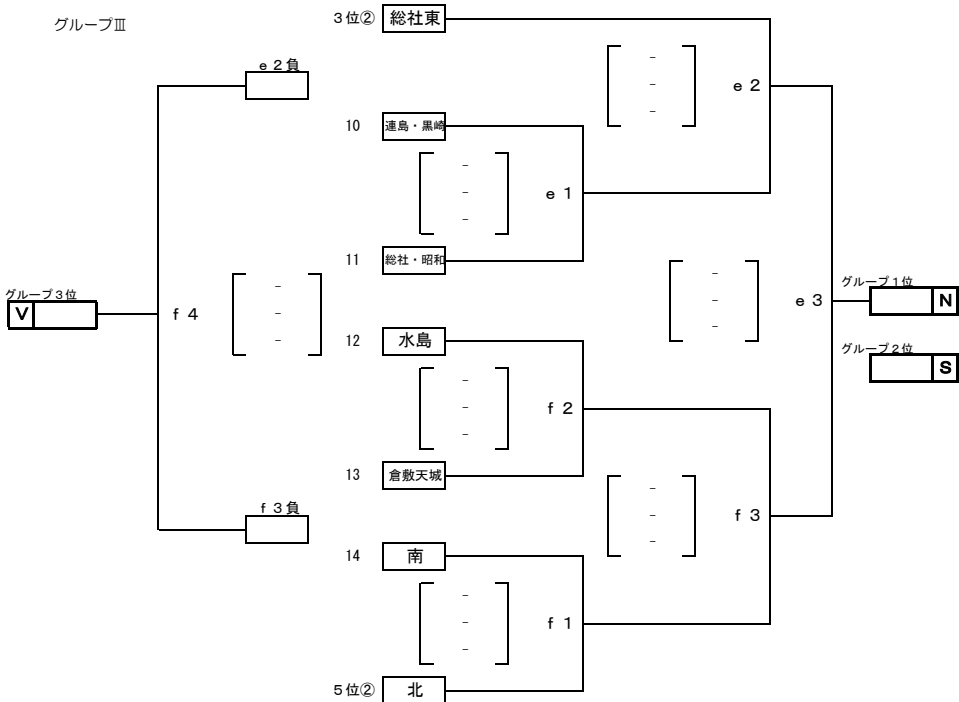 グループⅢ
3位② 総社東
e2負
e2
10 連島・黒崎
e1
11 総社・昭和
グループ3位
V
f4
e3
グループ1位
N
12 水島
グループ2位
S
f2
13 倉敷天城
f3負
f3
14 南
f1
5位② 北